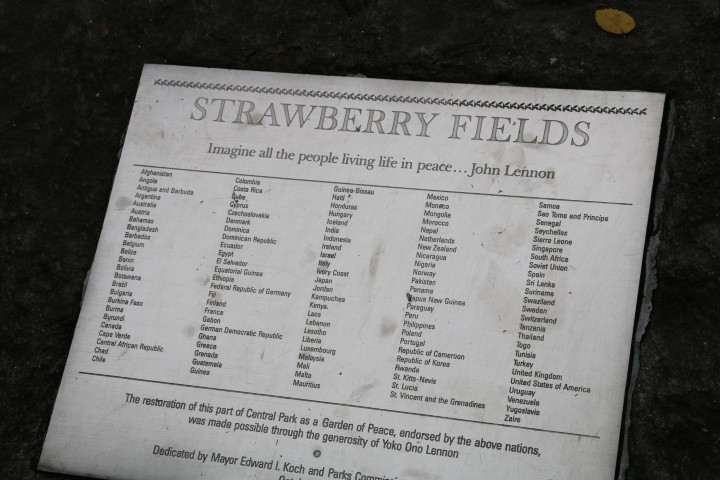 STRAWBERRY FIELDS
Imagine all the people living life in peace...John Lennon
Afghanistan
Angola
Antigua and Barbuda
Argentina
Australia
Austria
Bahamas
Bangladesh
Barbados
Belgium
Belize
Benin
Bolivia
Botswana
Brazil
Bulgaria
Burkina Faso
Burma
Burundi
Canada
Cape Verde
Central African Republic
Chad
Chile
Colombia
Costa Rica
Cuba
Cyprus
Czechoslovakia
Denmark
Dominica
Dominican Republic
Ecuador
Egypt
El Salvador
Equatorial Guinea
Ethiopia
Federal Republic of Germany
Fiji
Finland
France
Gabon
German Democratic Republic
Ghana
Greece
Grenada
Guatemala
Guinea
Guinea-Bissau
Haiti
Honduras
Hungary
Iceland
India
Indonesia
Ireland
Israel
Italy
Ivory Coast
Japan
Jordan
Kampuchea
Kenya
Laos
Lebanon
Lesotho
Liberia
Luxembourg
Malaysia
Mali
Malta
Mauritius
Mexico
Monaco
Mongolia
Morocco
Nepal
Netherlands
New Zealand
Nicaragua
Nigeria
Norway
Pakistan
Panama
Papua New Guinea
Paraguay
Peru
Philippines
Poland
Portugal
Republic of Cameroon
Republic of Korea
Rwanda
St. Kitts-Nevis
St. Lucia
St. Vincent and the Grenadines
Samoa
Sao Tome and Principe
Senegal
Seychelles
Sierra Leone
Singapore
South Africa
Soviet Union
Spain
Sri Lanka
Suriname
Swaziland
Sweden
Switzerland
Tanzania
Thailand
Togo
Tunisia
Turkey
United Kingdom
United States of America
Uruguay
Venezuela
Yugoslavia
Zaire
The restoration of this part of Central Park as a Garden of Peace, endorsed by the above nations,
was made possible through the generosity of Yoko Ono Lennon
Dedicated by Mayor Edward I. Koch and Parks